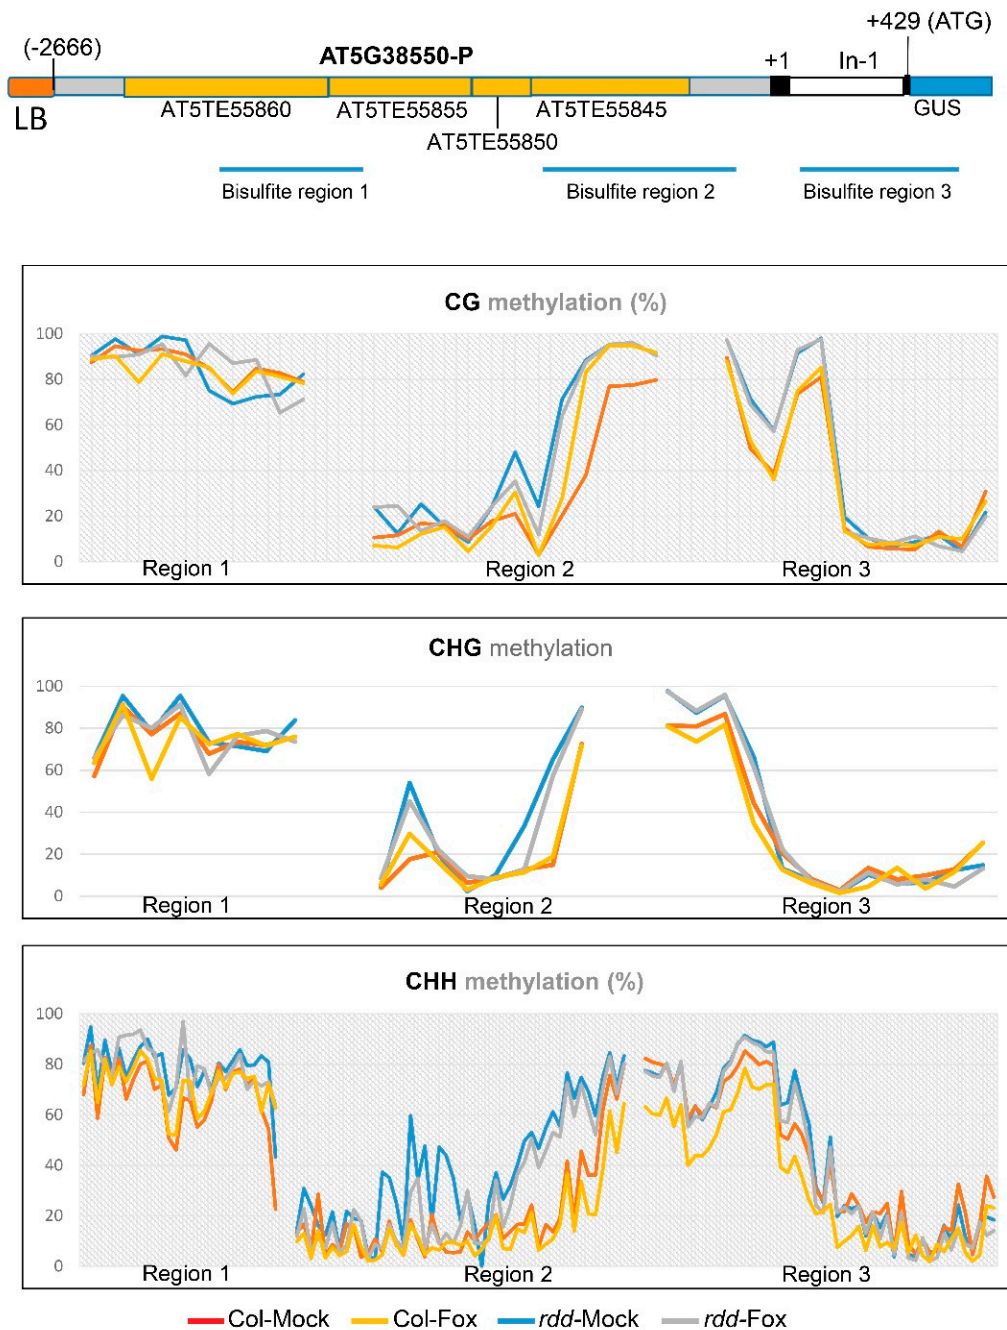 +429 (ATG)
(-2666)
AT5G38550-P
+1
In-1
AT5TE55860
AT5TE55855
AT5TE55845
GUS
LB
AT5TE55850
Bisulfite region 1
Bisulfite region 2
Bisulfite region 3
CG methylation (%)
100
80
60
40
20
0
Region 1
Region 2
Region 3
CHG methylation
100
80
60
40
20
0
Region 1
Region 2
Region 3
CHH methylation (%)
100
80
60
40
20
0
Region 1
Region 2
Region 3
Col-Mock
Col-Fox
rdd-Mock
rdd-Fox